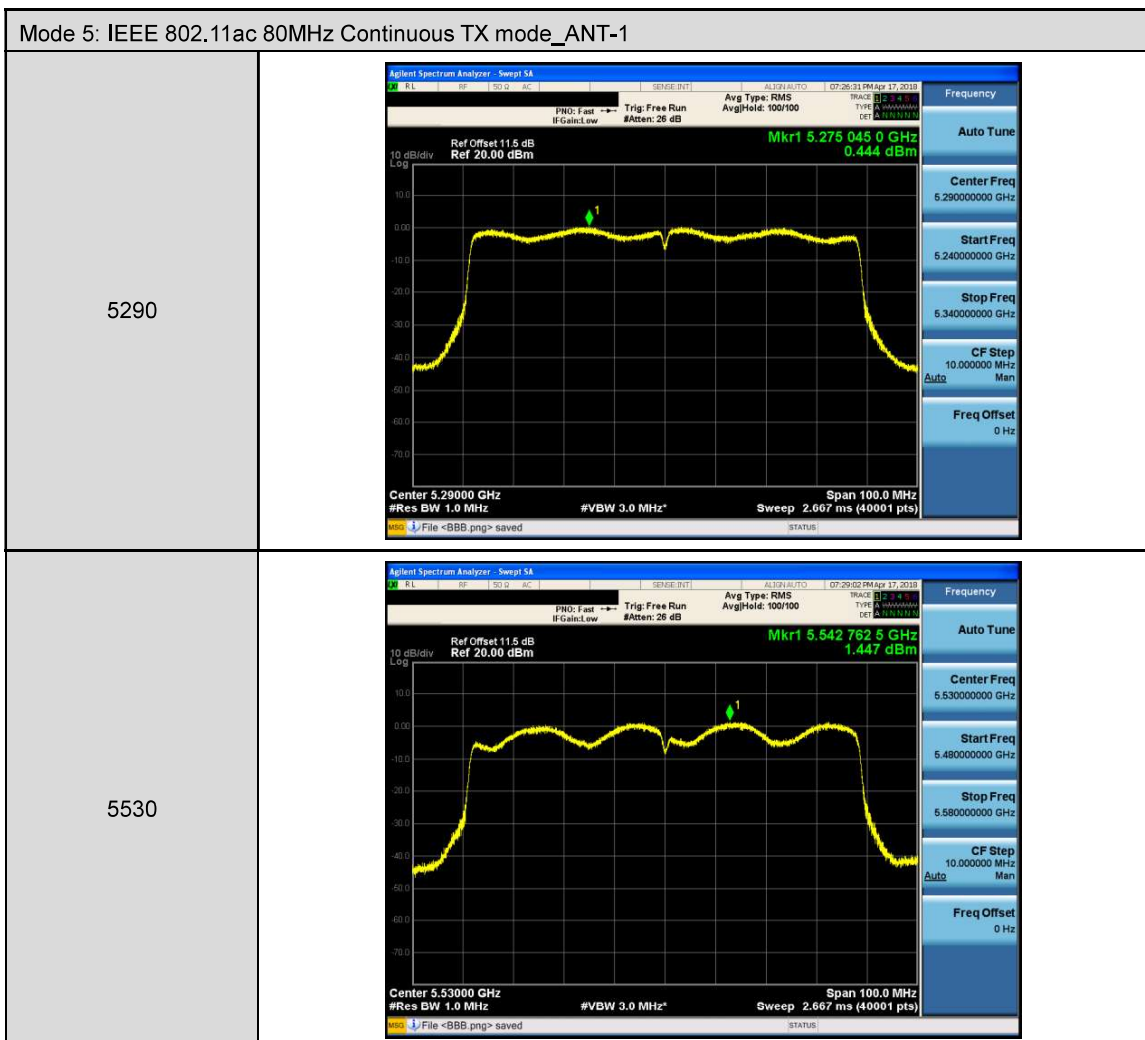 Mode 5: IEEE 802.11ac 80MHz Continuous TX mode_ANT-1
5290
Agilent Spectrum Analyzer - Swept SA
RL RF 50 Ω AC SENSE:INT ALIGN AUTO 07:26:31 PM Apr 17, 2018
PNO: Fast Trig: Free Run Avg Type: RMS TRACE 1 2 3 4 5 6
IFGain:Low #Atten: 26 dB Avg|Hold: 100/100 TYPE A
DET A N N N N N
Ref Offset 11.5 dB Mkr1 5.275 045 0 GHz
10 dB/div Ref 20.00 dBm 0.444 dBm
Log
10.0
0.00
-10.0
-20.0
-30.0
-40.0
-50.0
-60.0
-70.0
1
Center 5.29000 GHz Span 100.0 MHz
#Res BW 1.0 MHz #VBW 3.0 MHz* Sweep 2.667 ms (40001 pts)
MSG File <BBB.png> saved STATUS
Frequency
Auto Tune
Center Freq
5.290000000 GHz
Start Freq
5.240000000 GHz
Stop Freq
5.340000000 GHz
CF Step
10.000000 MHz
Auto Man
Freq Offset
0 Hz
5530
Agilent Spectrum Analyzer - Swept SA
RL RF 50 Ω AC SENSE:INT ALIGN AUTO 07:29:02 PM Apr 17, 2018
PNO: Fast Trig: Free Run Avg Type: RMS TRACE 1 2 3 4 5 6
IFGain:Low #Atten: 26 dB Avg|Hold: 100/100 TYPE A
DET A N N N N N
Ref Offset 11.5 dB Mkr1 5.542 762 5 GHz
10 dB/div Ref 20.00 dBm 1.447 dBm
Log
10.0
0.00
-10.0
-20.0
-30.0
-40.0
-50.0
-60.0
-70.0
1
Center 5.53000 GHz Span 100.0 MHz
#Res BW 1.0 MHz #VBW 3.0 MHz* Sweep 2.667 ms (40001 pts)
MSG File <BBB.png> saved STATUS
Frequency
Auto Tune
Center Freq
5.530000000 GHz
Start Freq
5.480000000 GHz
Stop Freq
5.580000000 GHz
CF Step
10.000000 MHz
Auto Man
Freq Offset
0 Hz